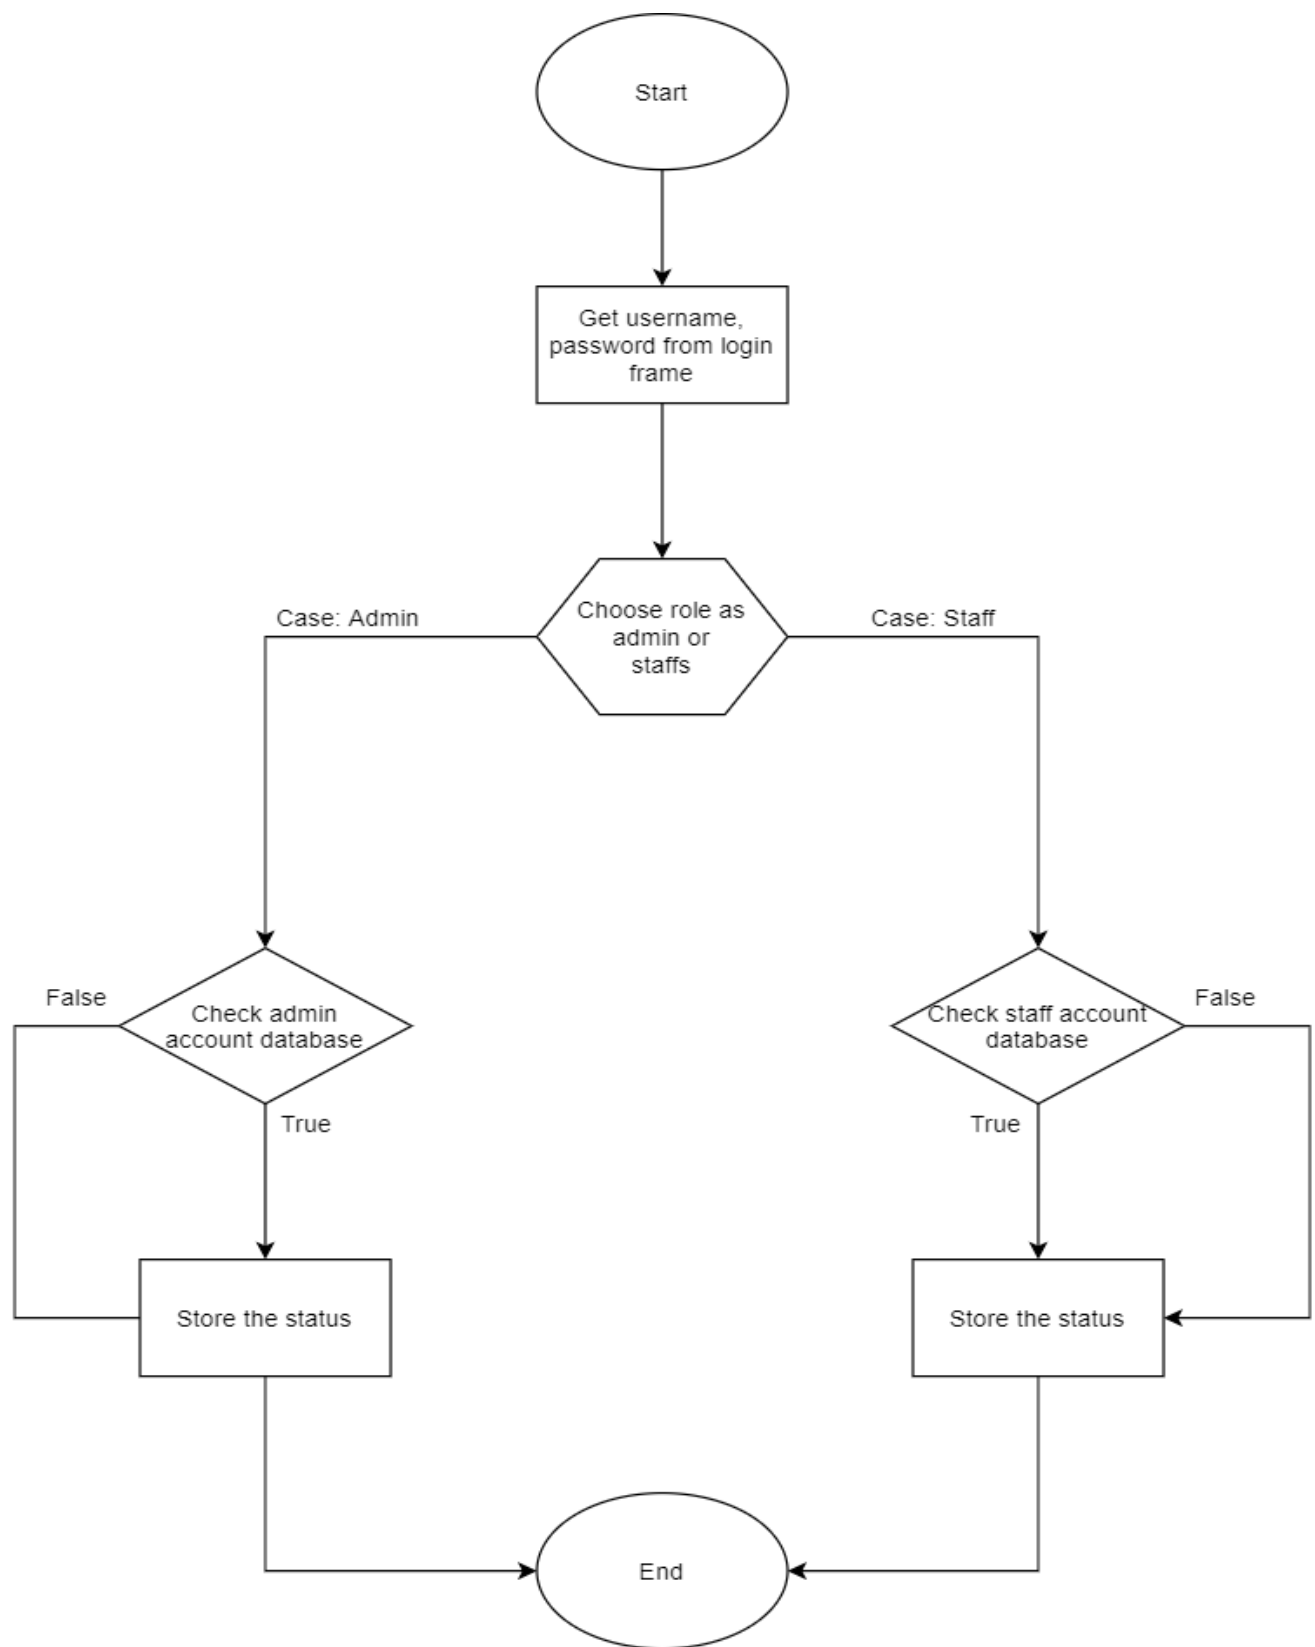 Start
Get username,
password from login
frame
Case: Admin
Choose role as
admin or
staffs
Case: Staff
False
Check admin
account database
Check staff account
database
False
True
True
Store the status
Store the status
End